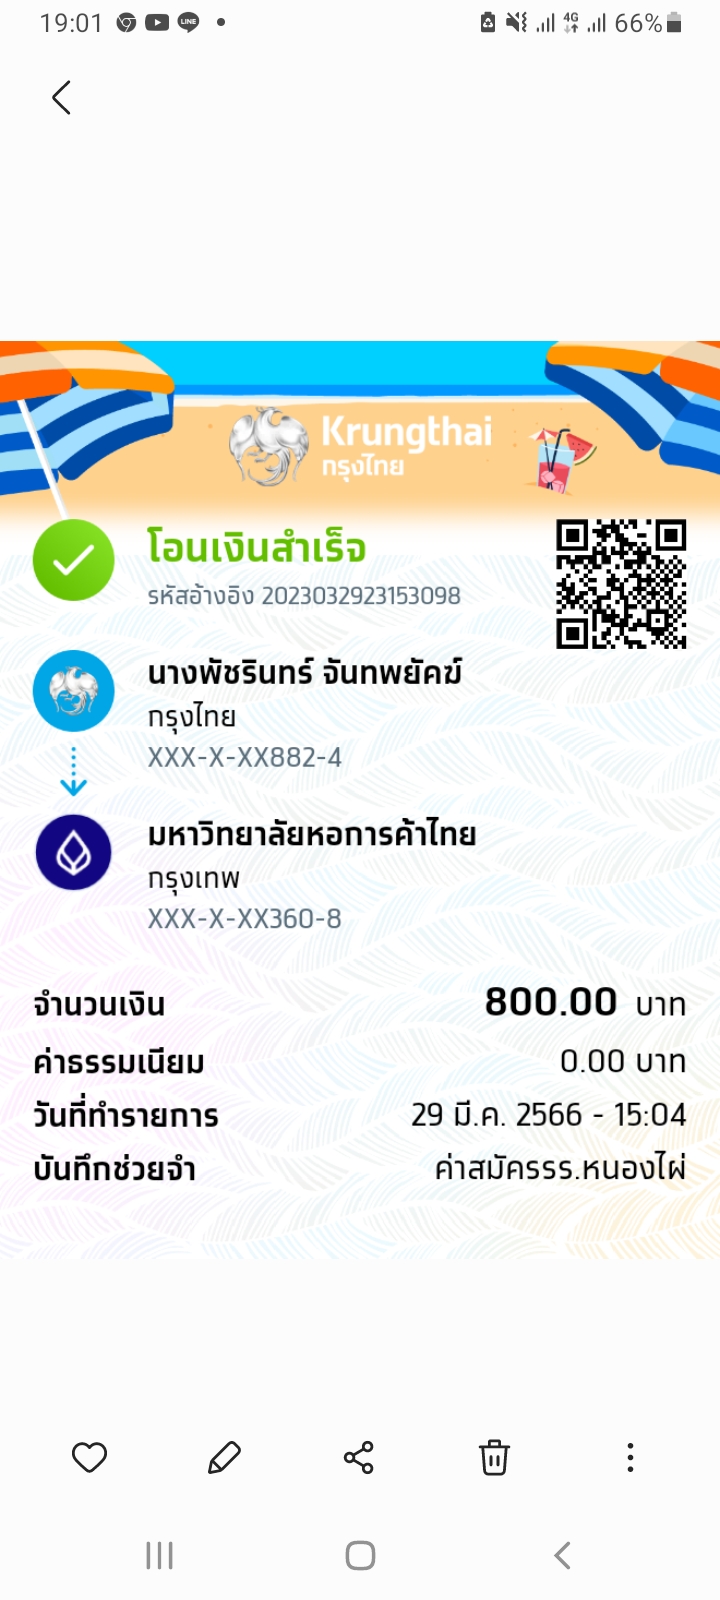 19:01 LINE 4G 66%
Krungthai
กรุงไทย
โอนเงินสำเร็จ
รหัสอ้างอิง 2023032923153098
นางพัชรินทร์ จันทพยัคฆ์
กรุงไทย
XXX-X-XX882-4
มหาวิทยาลัยหอการค้าไทย
กรุงเทพ
XXX-X-XX360-8
จำนวนเงิน 800.00 บาท
ค่าธรรมเนียม 0.00 บาท
วันที่ทำรายการ 29 มี.ค. 2566 - 15:04
บันทึกช่วยจำ ค่าสมัครรร.หนองไผ่